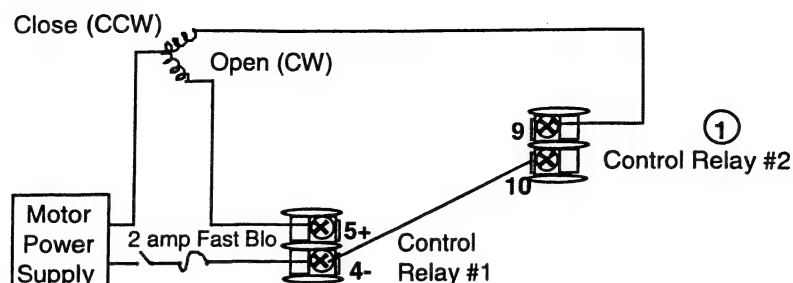 Close (CCW)
Open (CW)
9
10
1
Control Relay #2
Motor
Power
Supply
2 amp Fast Blo
5+
4-
Control
Relay #1